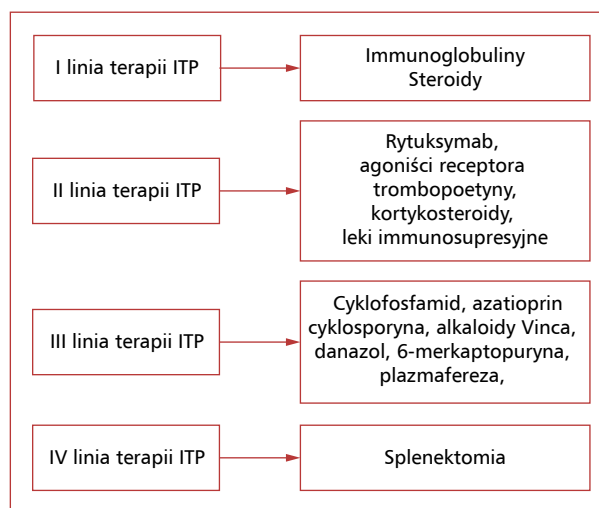 I linia terapii ITP
Immunoglobuliny
Steroidy
II linia terapii ITP
Rytuksymab,
agoniści receptora
trombopoetyny,
kortykosteroidy,
leki immunosupresyjne
III linia terapii ITP
Cyklofosfamid, azatioprin
cyklosporyna, alkaloidy Vinca,
danazol, 6-merkaptopuryna,
plazmafereza,
IV linia terapii ITP
Splenektomia